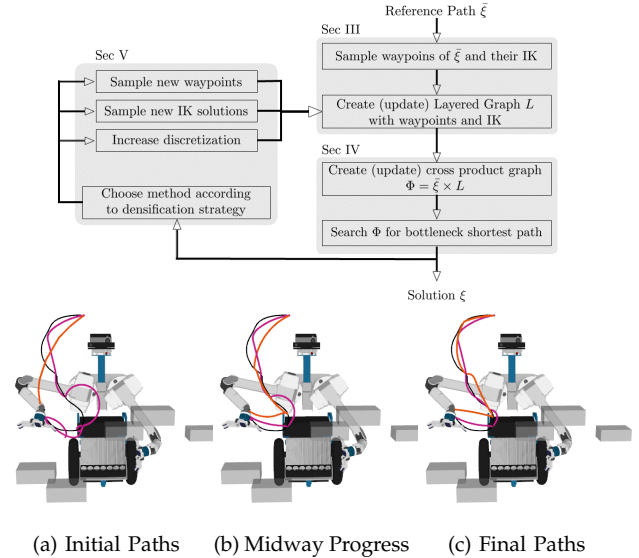 Reference Path ξ̄
Sec III
Sample waypoins of ξ̄ and their IK
Create (update) Layered Graph L
with waypoints and IK
Sec IV
Create (update) cross product graph
Φ = ξ̄ × L
Search Φ for bottleneck shortest path
Solution ξ
Sec V
Sample new waypoints
Sample new IK solutions
Increase discretization
Choose method according
to densification strategy
(a) Initial Paths
(b) Midway Progress
(c) Final Paths